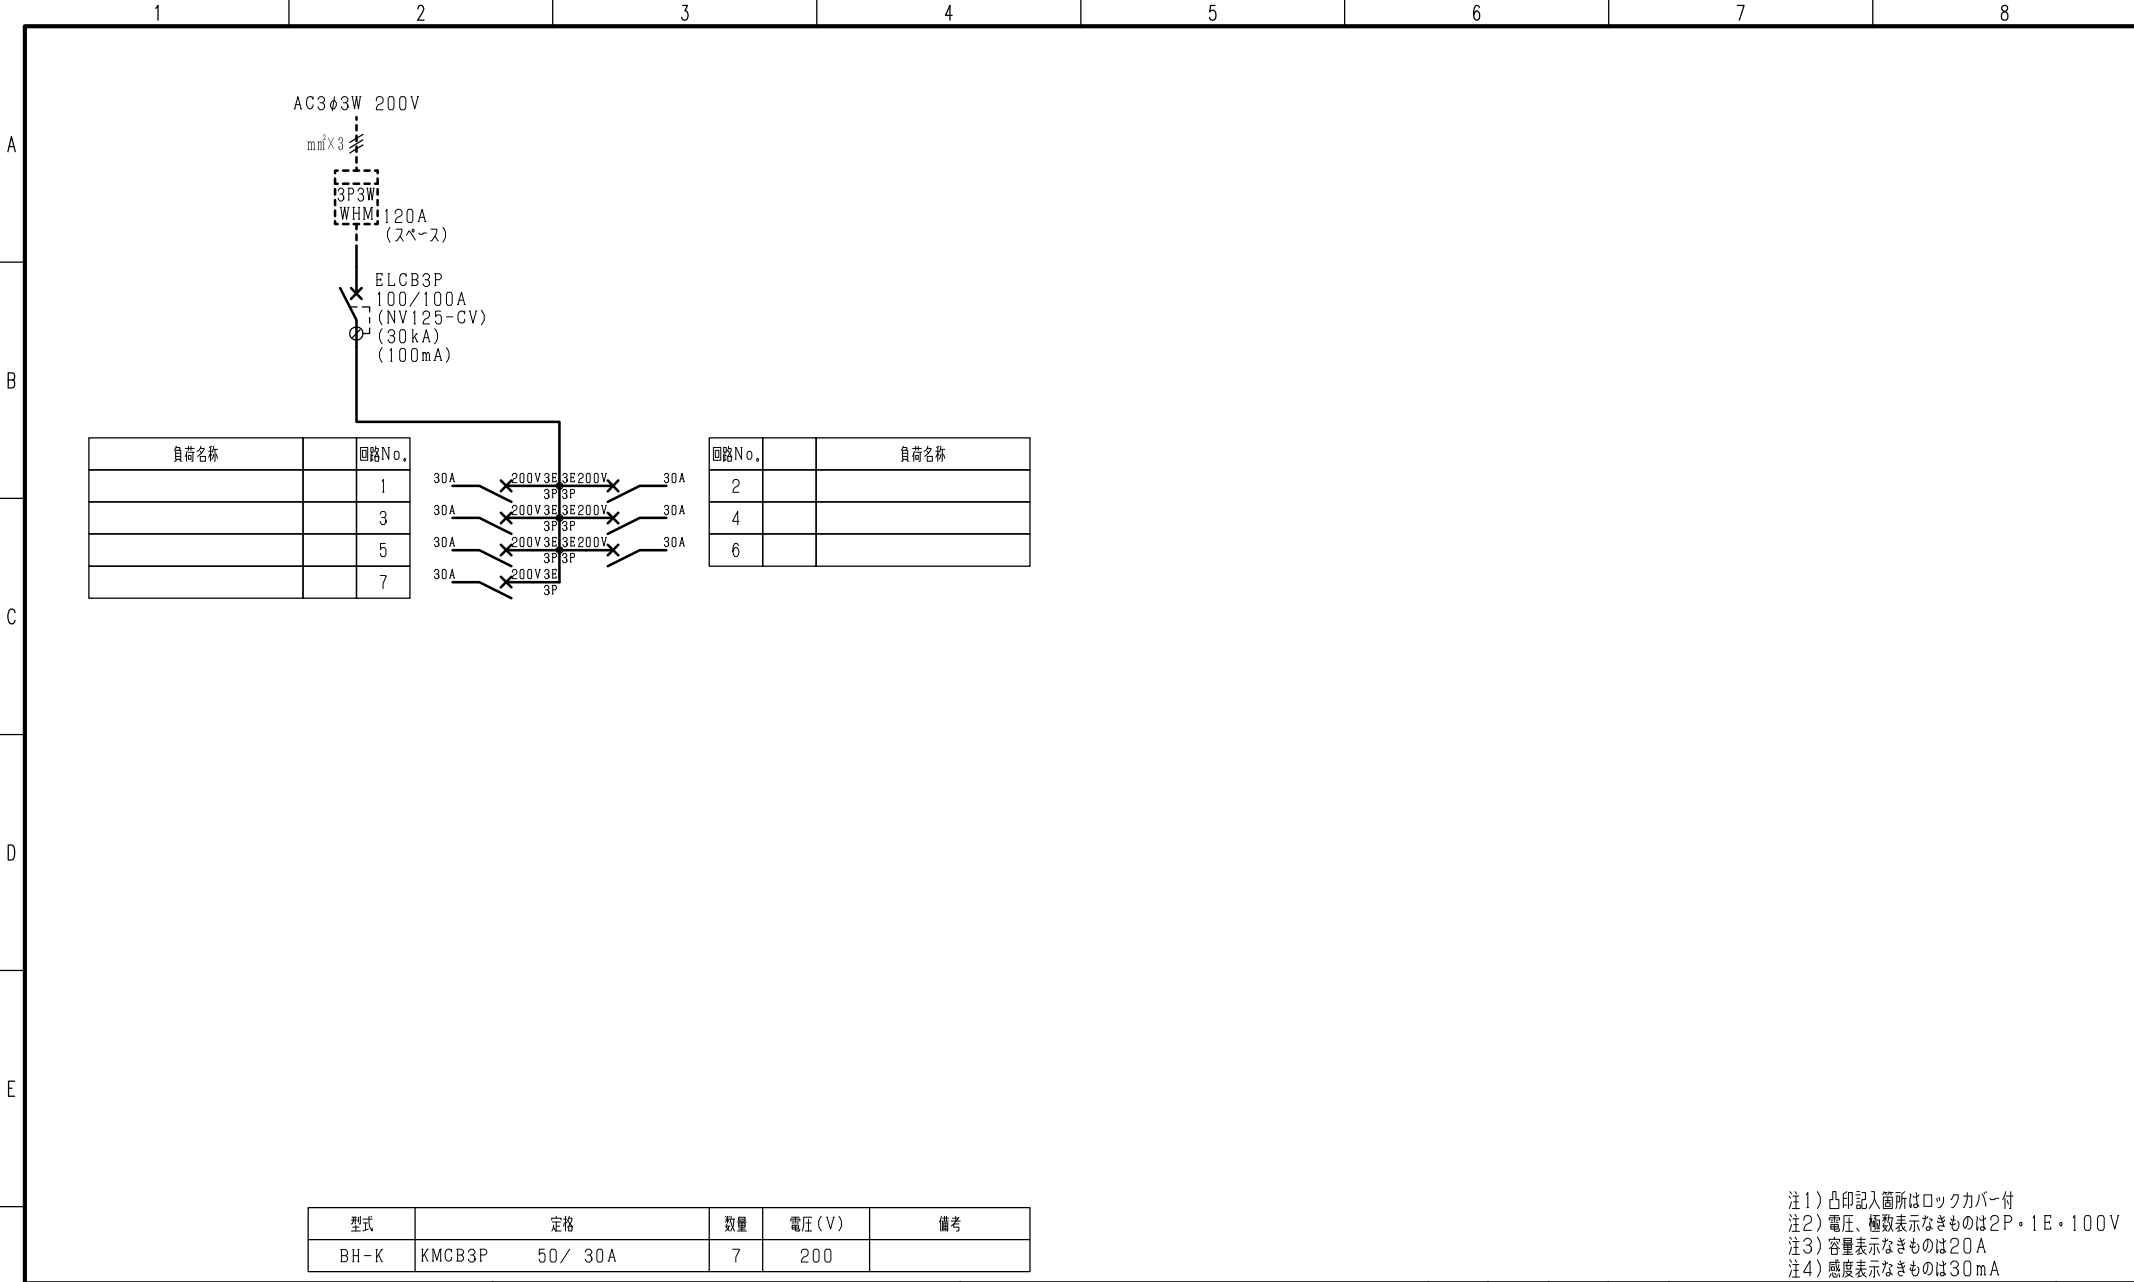 1 2 3 4 5 6 7 8
A
B
C
D
E
AC3φ3W 200V
mm²×3
3P3W
WHM
120A
(スペース)
ELCB3P
100/100A
(NV125-CV)
(30kA)
(100mA)
負荷名称 回路No.
1
3
5
7
30A 200V3E 3E200V 30A
3P 3P
30A 200V3E 3E200V 30A
3P 3P
30A 200V3E 3E200V 30A
3P 3P
30A 200V3E
3P
回路No. 負荷名称
2
4
6
型式 定格 数量 電圧(V) 備考
BH-K KMCB3P 50/ 30A 7 200
注1)凸印記入箇所はロックカバー付
注2)電圧、極数表示なきものは2P・1E・100V
注3)容量表示なきものは20A
注4)感度表示なきものは30mA